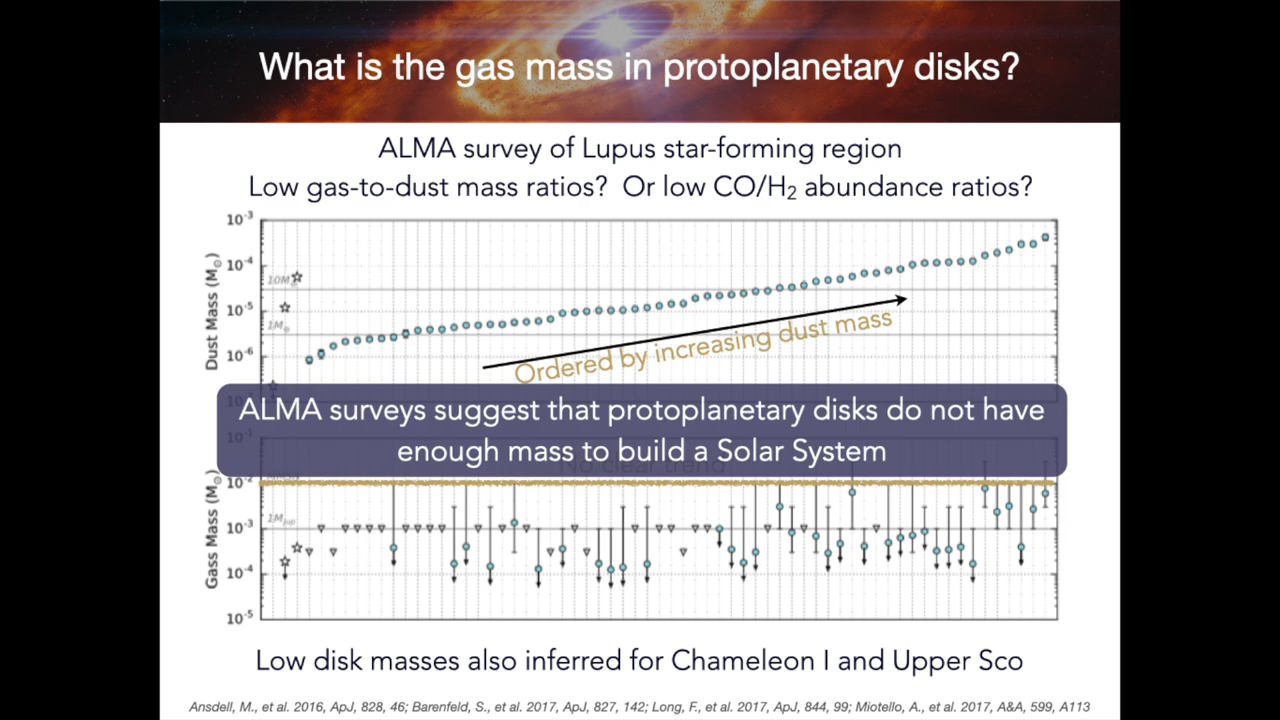 What is the gas mass in protoplanetary disks?
ALMA survey of Lupus star-forming region
Low gas-to-dust mass ratios? Or low CO/H₂ abundance ratios?
Dust Mass (M⊙)
10⁻³
10⁻⁴
10M
10⁻⁵
1M
10⁻⁶
Ordered by increasing dust mass
ALMA surveys suggest that protoplanetary disks do not have
enough mass to build a Solar System
No clear trend
Gass Mass (M⊙)
10⁻¹
10⁻²
1Mjup
10⁻³
10⁻⁴
10⁻⁵
Low disk masses also inferred for Chameleon I and Upper Sco
Ansdell, M., et al. 2016, ApJ, 828, 46; Barenfeld, S., et al. 2017, ApJ, 827, 142; Long, F., et al. 2017, ApJ, 844, 99; Miotello, A., et al. 2017, A&A, 599, A113